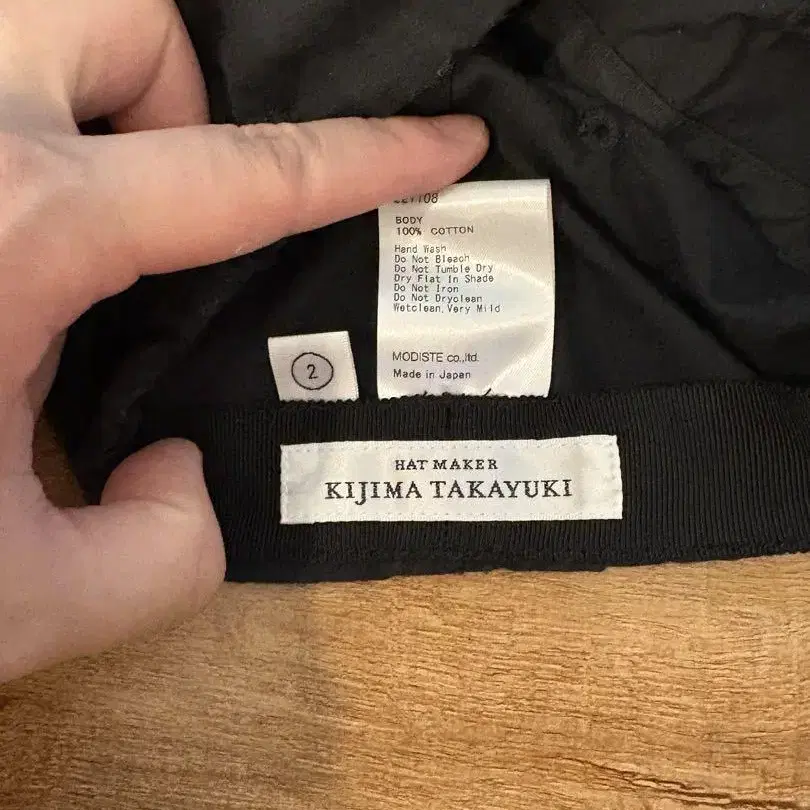 BODY
100% COTTON
Hand Wash
Do Not Bleach
Do Not Tumble Dry
Dry Flat In Shade
Do Not Iron
Do Not Dryclean
Wetclean, Very Mild
MODISTE co.,ltd.
Made in Japan
2
HAT MAKER
KIJIMA TAKAYUKI